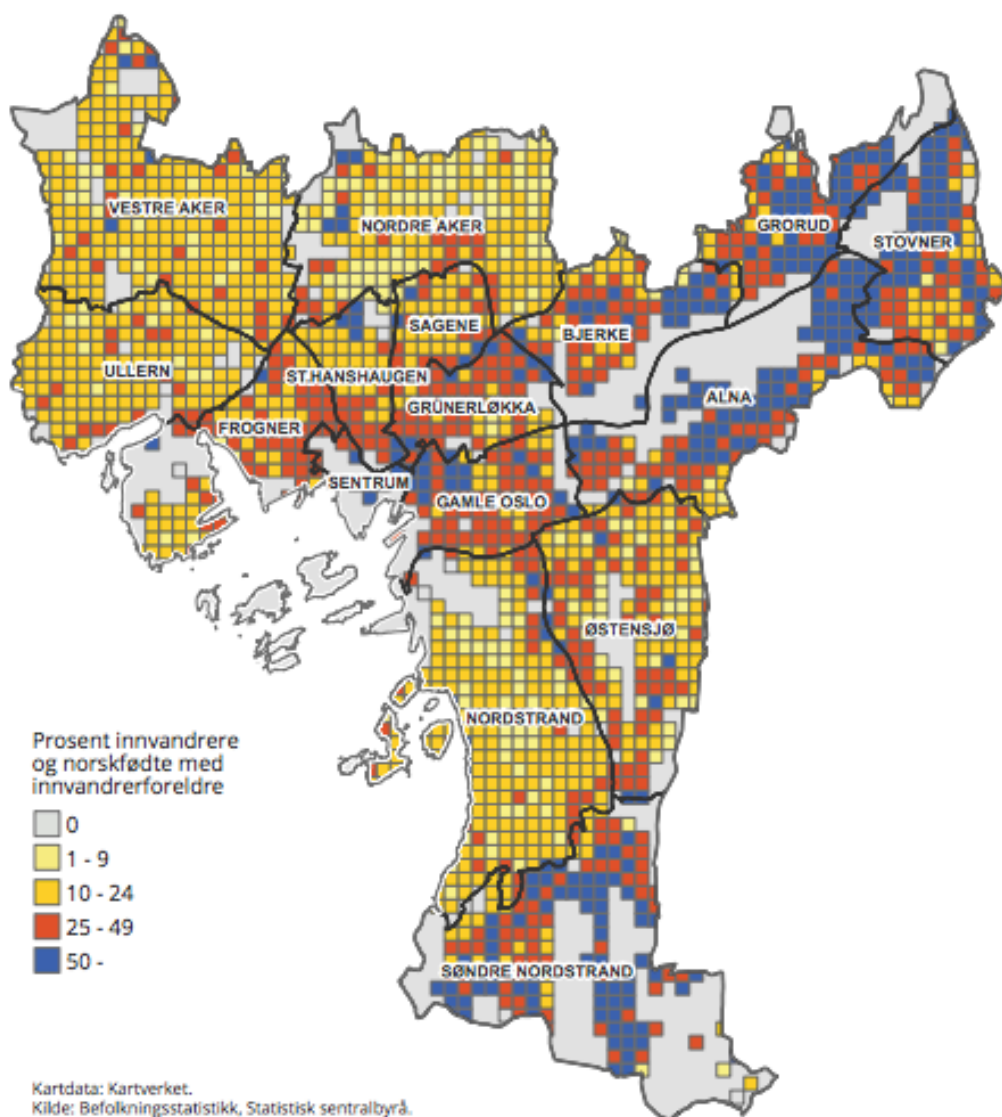 VESTRE AKER
NORDRE AKER
GRORUD
STOVNER
SAGENE
BJERKE
ULLERN
ST.HANSHAUGEN
ALNA
GRÜNERLØKKA
FROGNER
SENTRUM
GAMLE OSLO
ØSTENSJØ
NORDSTRAND
Prosent innvandrere
og norskfødte med
innvandrerforeldre
0
1 - 9
10 - 24
25 - 49
50 -
SØNDRE NORDSTRAND
Kartdata: Kartverket.
Kilde: Befolkningsstatistikk, Statistisk sentralbyrå.